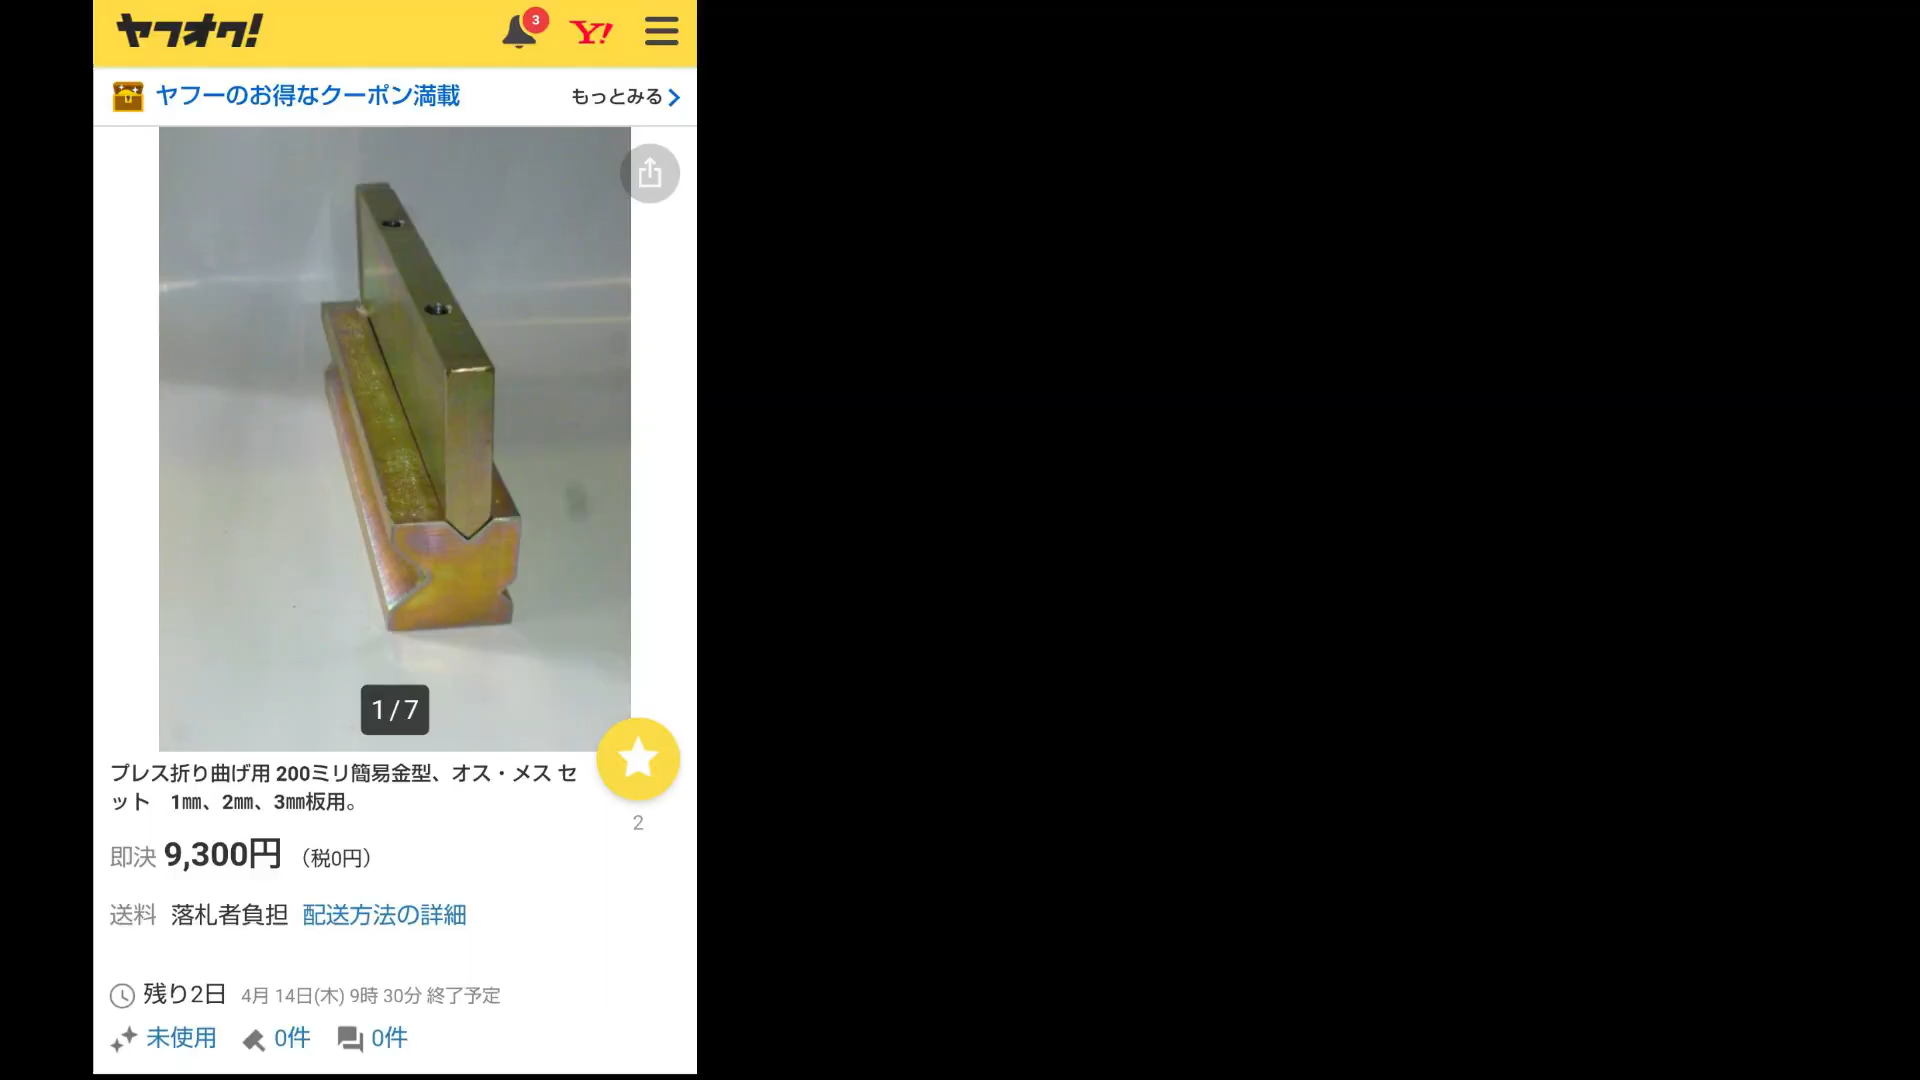 ヤフオク!
3
Y!
ヤフーのお得なクーポン満載
もっとみる
1/7
プレス折り曲げ用 200ミリ簡易金型、オス・メス セ
ット　1㎜、2㎜、3㎜板用。
2
即決 9,300円 （税0円）
送料 落札者負担 配送方法の詳細
残り2日 4月 14日(木) 9時 30分 終了予定
未使用 0件 0件